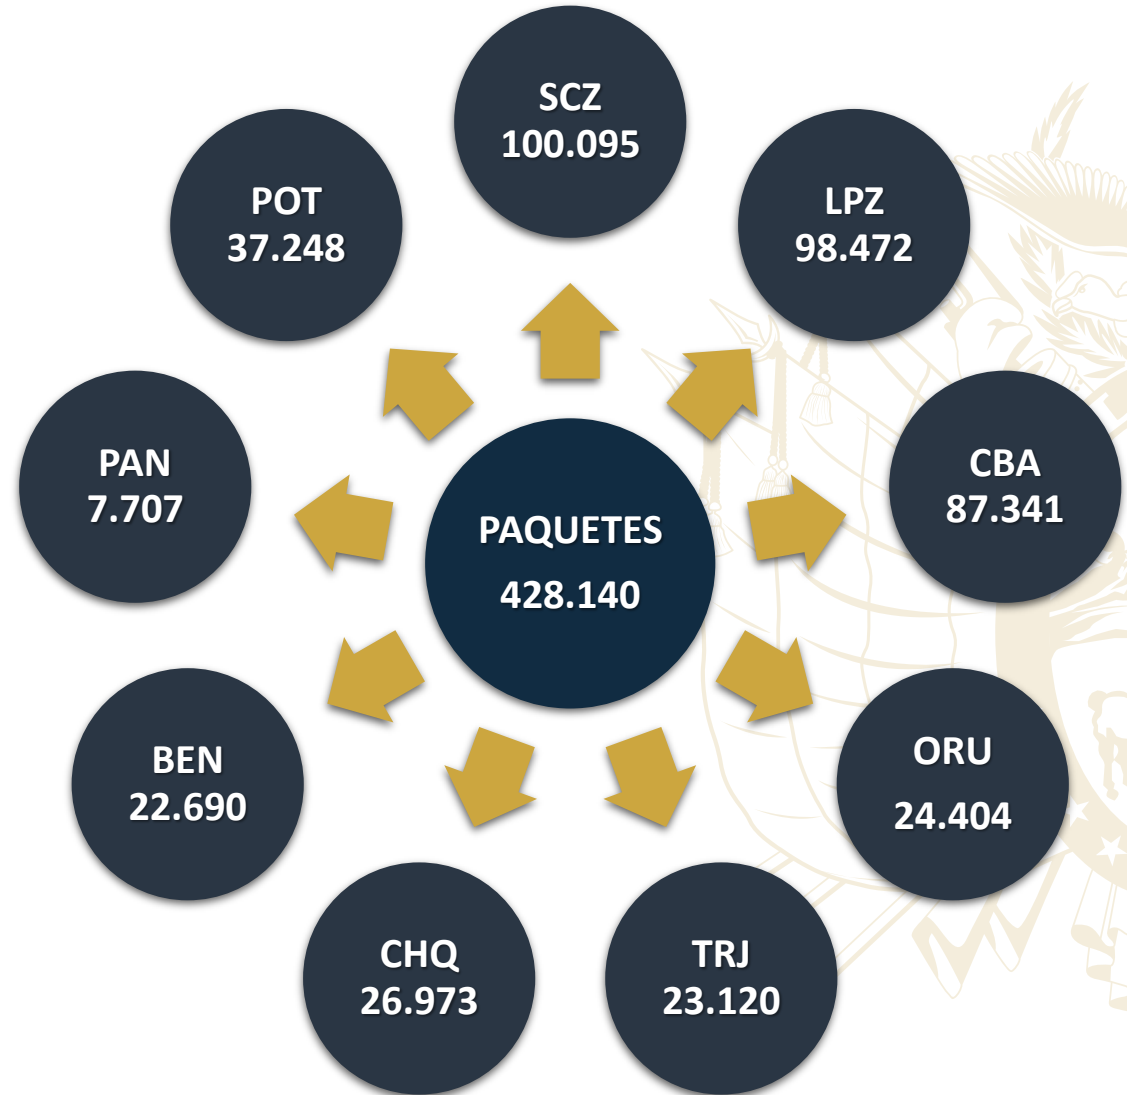 SCZ
100.095
LPZ
98.472
CBA
87.341
ORU
24.404
TRJ
23.120
CHQ
26.973
BEN
22.690
PAN
7.707
POT
37.248
PAQUETES
428.140